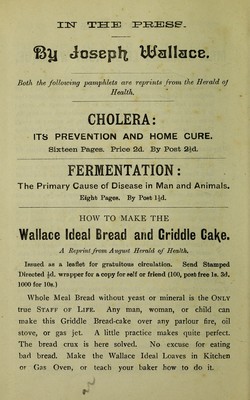 IN THE PRESS.
By Joseph Wallace.
Both the following pamphlets are reprints from the Herald of
Health.
CHOLERA:
ITS PREVENTION AND HOME CURE.
Sixteen Pages. Price 2d. By Post 2½d.
FERMENTATION:
The Primary Cause of Disease in Man and Animals.
Eight Pages. By Post 1½d.
HOW TO MAKE THE
Wallace Ideal Bread and Griddle Cake.
A Reprint from August Herald of Health.
Issued as a leaflet for gratuitous circulation. Send Stamped
Directed ½d. wrapper for a copy for self or friend (100, post free 1s. 3d.
1000 for 10s.)
Whole Meal Bread without yeast or mineral is the ONLY
true STAFF OF LIFE. Any man, woman, or child can
make this Griddle Bread-cake over any parlour fire, oil
stove, or gas jet. A little practice makes quite perfect.
The bread crux is here solved. No excuse for eating
bad bread. Make the Wallace Ideal Loaves in Kitchen
or Gas Oven, or teach your baker how to do it.